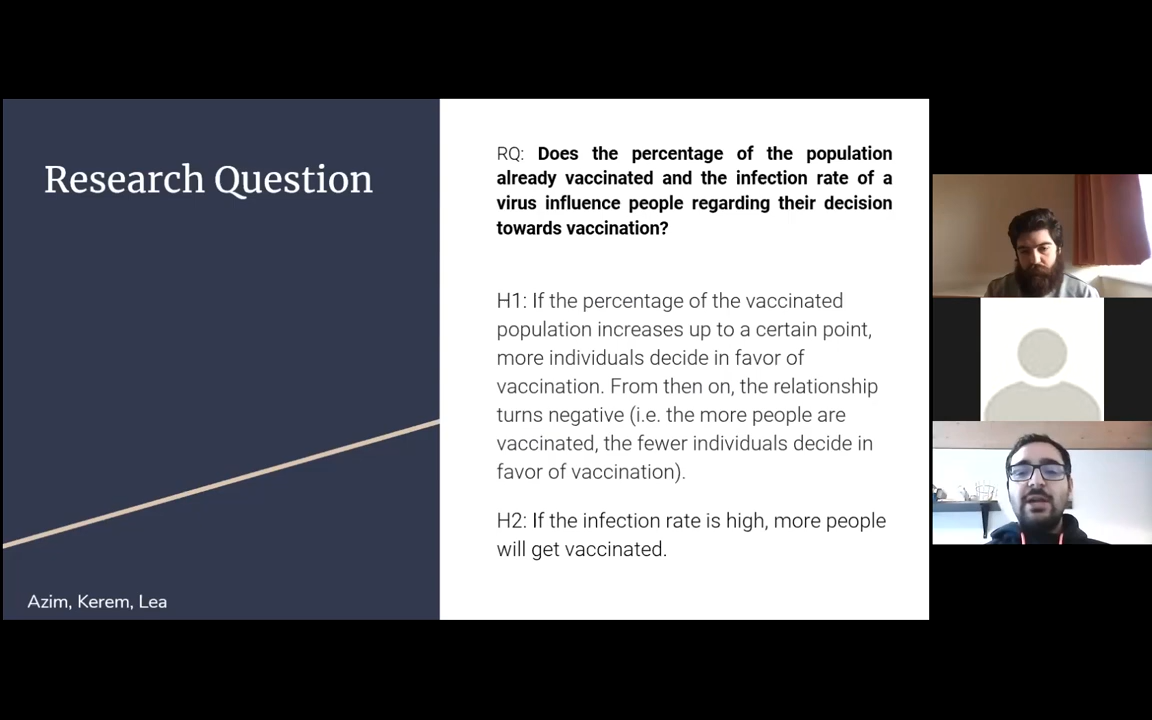 Research Question
RQ: Does the percentage of the population
already vaccinated and the infection rate of a
virus influence people regarding their decision
towards vaccination?
H1: If the percentage of the vaccinated
population increases up to a certain point,
more individuals decide in favor of
vaccination. From then on, the relationship
turns negative (i.e. the more people are
vaccinated, the fewer individuals decide in
favor of vaccination).
H2: If the infection rate is high, more people
will get vaccinated.
Azim, Kerem, Lea